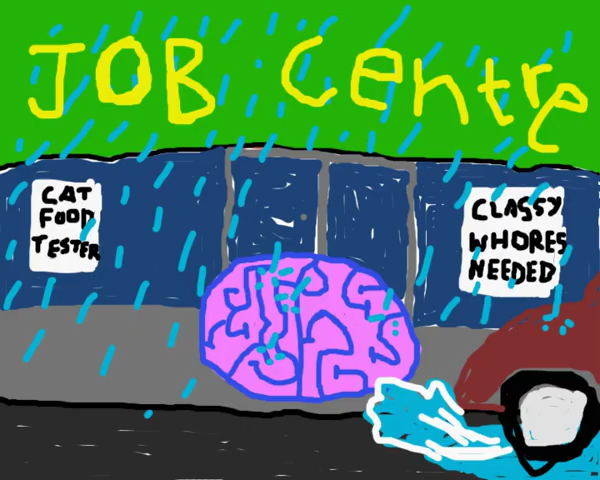 JOB Centre
CAT
FOOD
TESTER
CLASSY
WHORES
NEEDED